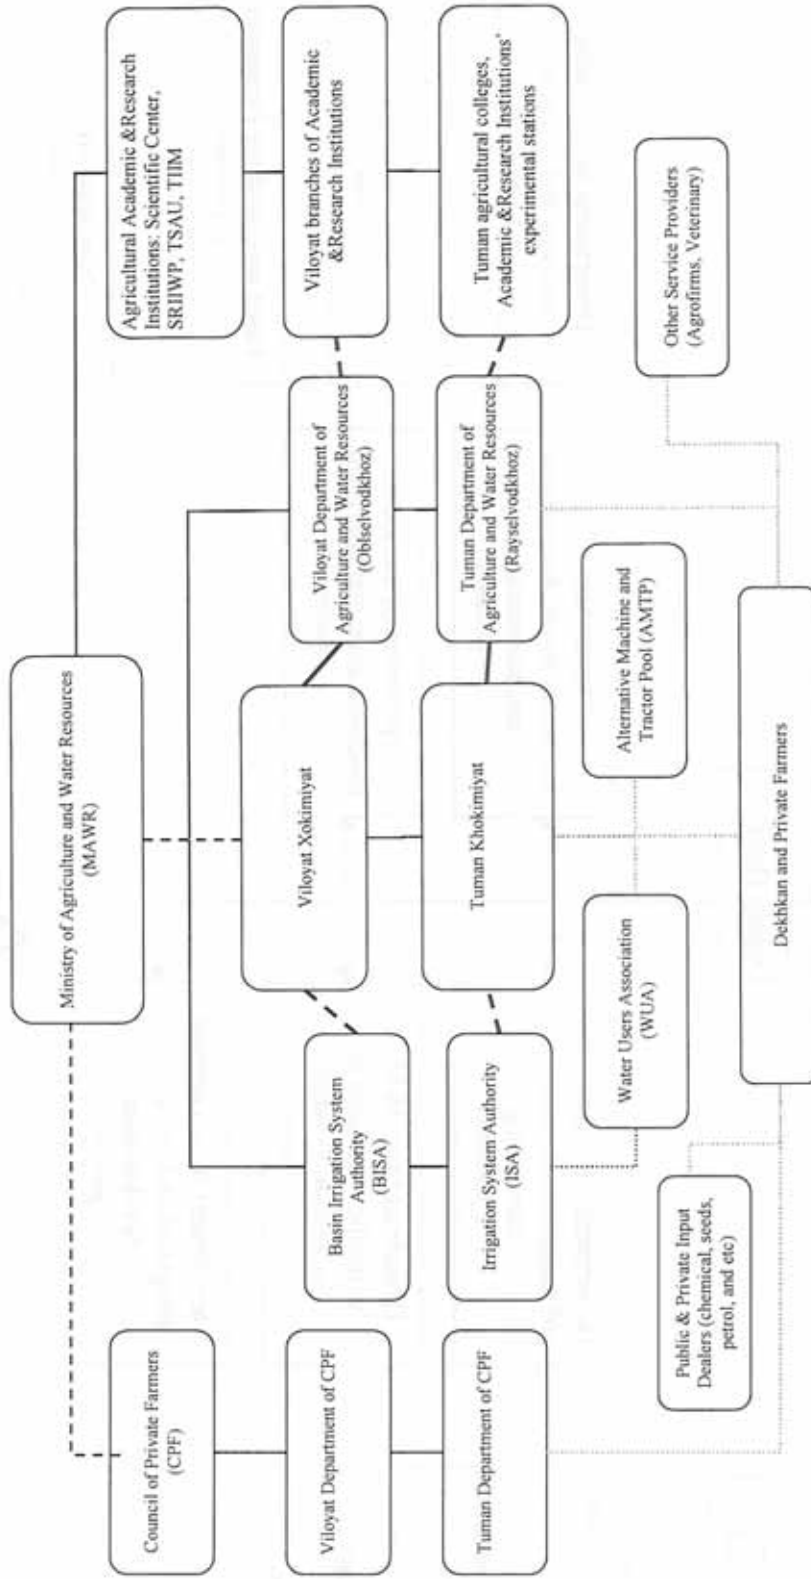 Ministry of Agriculture and Water Resources
(MAWR)
Council of Private Farmers
(CPF)
Agricultural Academic &Research
Institutions: Scientific Center,
SRIIWP, TSAU, TIIM
Viloyat Department of CPF
Basin Irrigation System
Authority
(BISA)
Viloyat Xokimiyat
Viloyat Department of
Agriculture and Water Resources
(Oblselvodkhoz)
Viloyat branches of Academic
&Research Institutions
Tuman Department of CPF
Irrigation System Authority
(ISA)
Tuman Khokimiyat
Tuman Department of
Agriculture and Water Resources
(Rayselvodkhoz)
Tuman agricultural colleges,
Academic &Research Institutions'
experimental stations
Public & Private Input
Dealers (chemical, seeds,
petrol, and etc)
Water Users Association
(WUA)
Alternative Machine and
Tractor Pool (AMTP)
Other Service Providers
(Agrofirms, Veterinary)
Dekhkan and Private Farmers